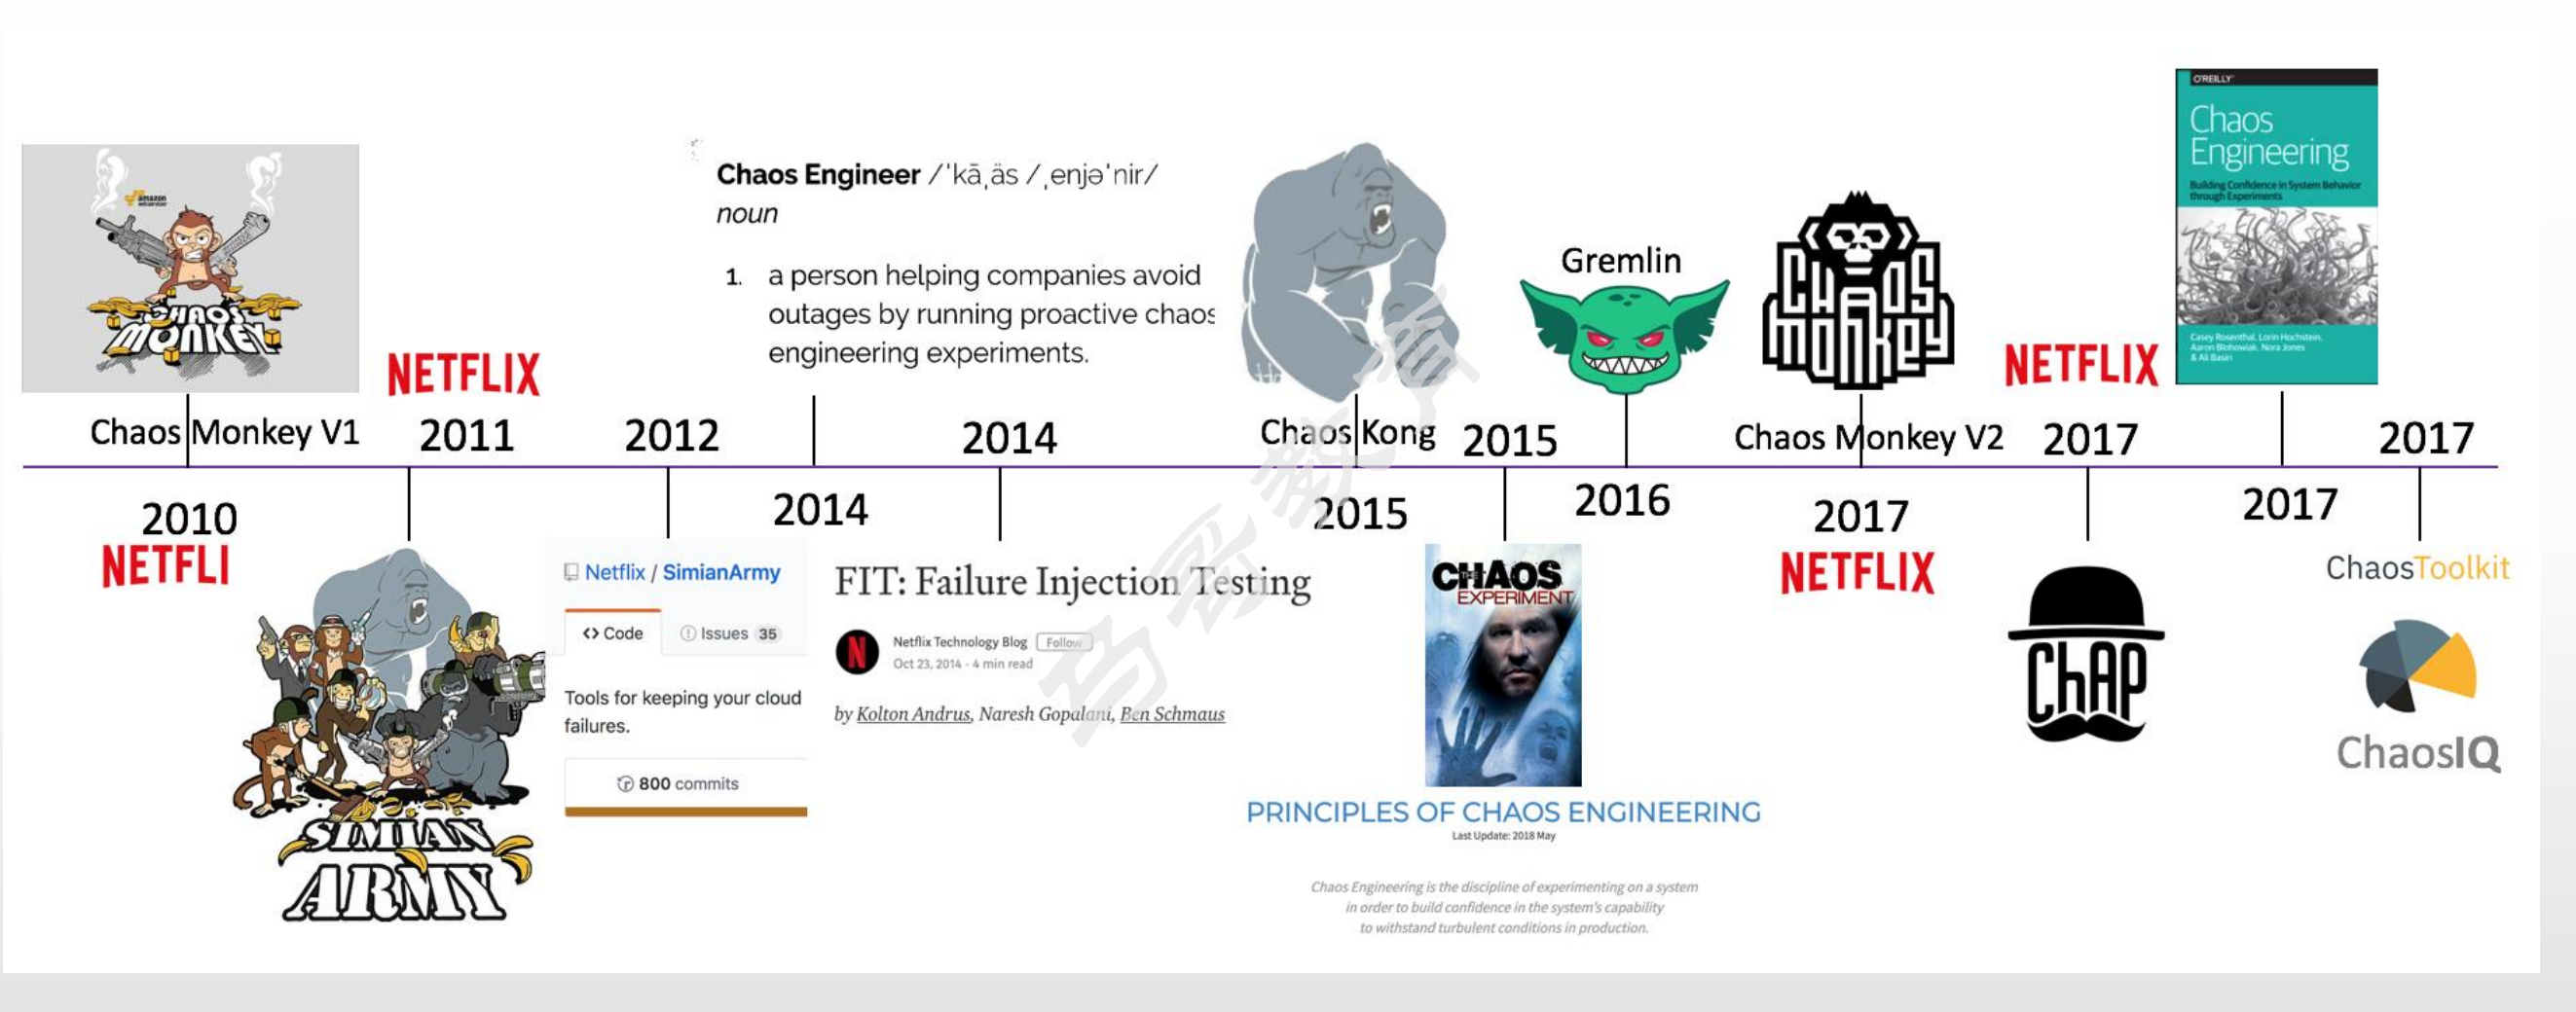 amazon
CHAOS
MONKEY
Chaos Monkey V1
2010
NETFLI
NETFLIX
2011
SIMIAN
ARMY
2012
Netflix / SimianArmy
Code
Issues 35
Tools for keeping your cloud
failures.
800 commits
Chaos Engineer /ˈkāˌäs /ˌenjəˈnir/
noun
1. a person helping companies avoid
outages by running proactive chaos
engineering experiments.
2014
2014
FIT: Failure Injection Testing
Netflix Technology Blog Follow
Oct 23, 2014 · 4 min read
by Kolton Andrus, Naresh Gopalani, Ben Schmaus
Chaos Kong
2015
2015
THE
CHAOS
EXPERIMENT
PRINCIPLES OF CHAOS ENGINEERING
Last Update: 2018 May
Chaos Engineering is the discipline of experimenting on a system
in order to build confidence in the system's capability
to withstand turbulent conditions in production.
Gremlin
2016
CHAOS
MONKEY
Chaos Monkey V2
2017
NETFLIX
NETFLIX
2017
ChAP
O'REILLY
Chaos
Engineering
Building Confidence in System Behavior
through Experiments
Casey Rosenthal, Lorin Hochstein,
Aaron Blohowiak, Nora Jones
& Ali Basiri
2017
2017
ChaosToolkit
ChaosIQ
马哥教育